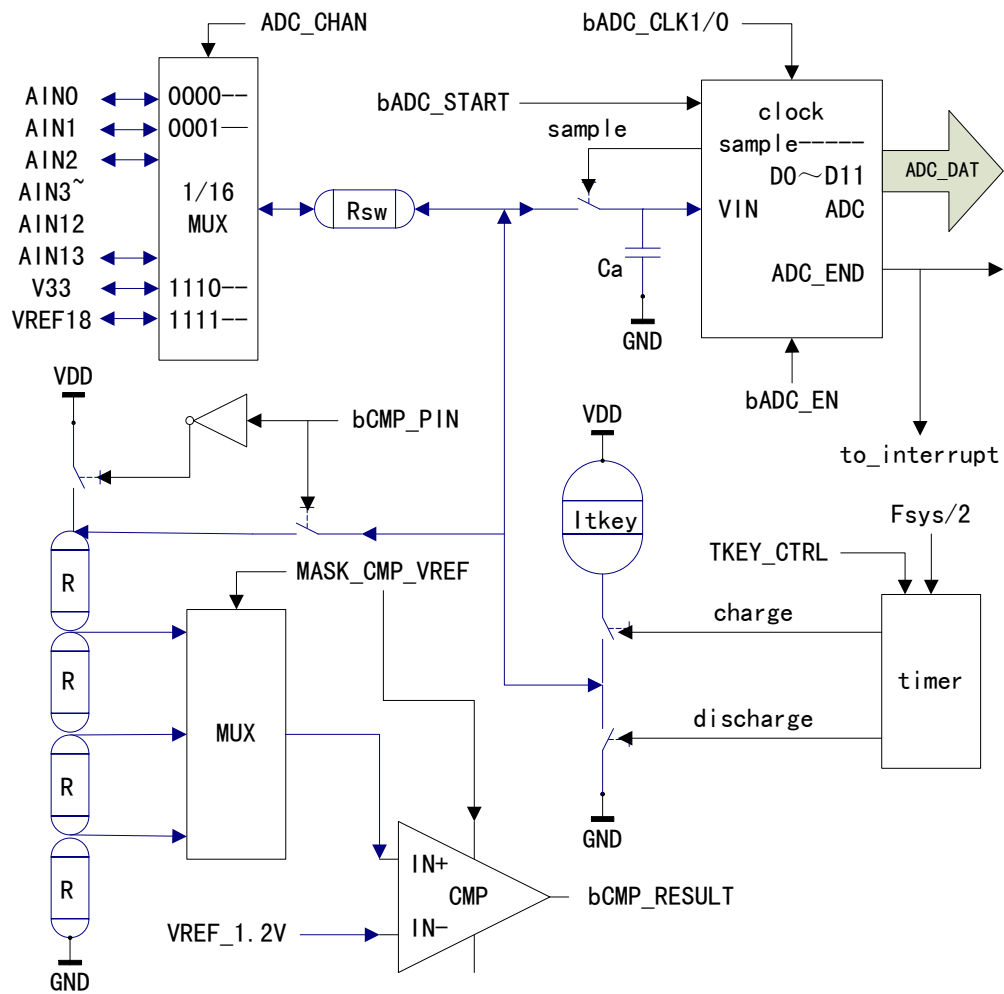 ADC_CHAN
bADC_CLK1/0
AIN0
0000--
AIN1
0001--
AIN2
AIN3~
AIN12
AIN13
V33
1110--
VREF18
1111--
1/16
MUX
Rsw
bADC_START
sample
clock
sample-----
D0～D11
VIN
ADC
ADC_END
ADC_DAT
Ca
GND
bADC_EN
to_interrupt
VDD
bCMP_PIN
VDD
Itkey
Fsys/2
TKEY_CTRL
MASK_CMP_VREF
R
R
R
R
MUX
charge
discharge
timer
GND
IN+
CMP
IN-
bCMP_RESULT
VREF_1.2V
GND